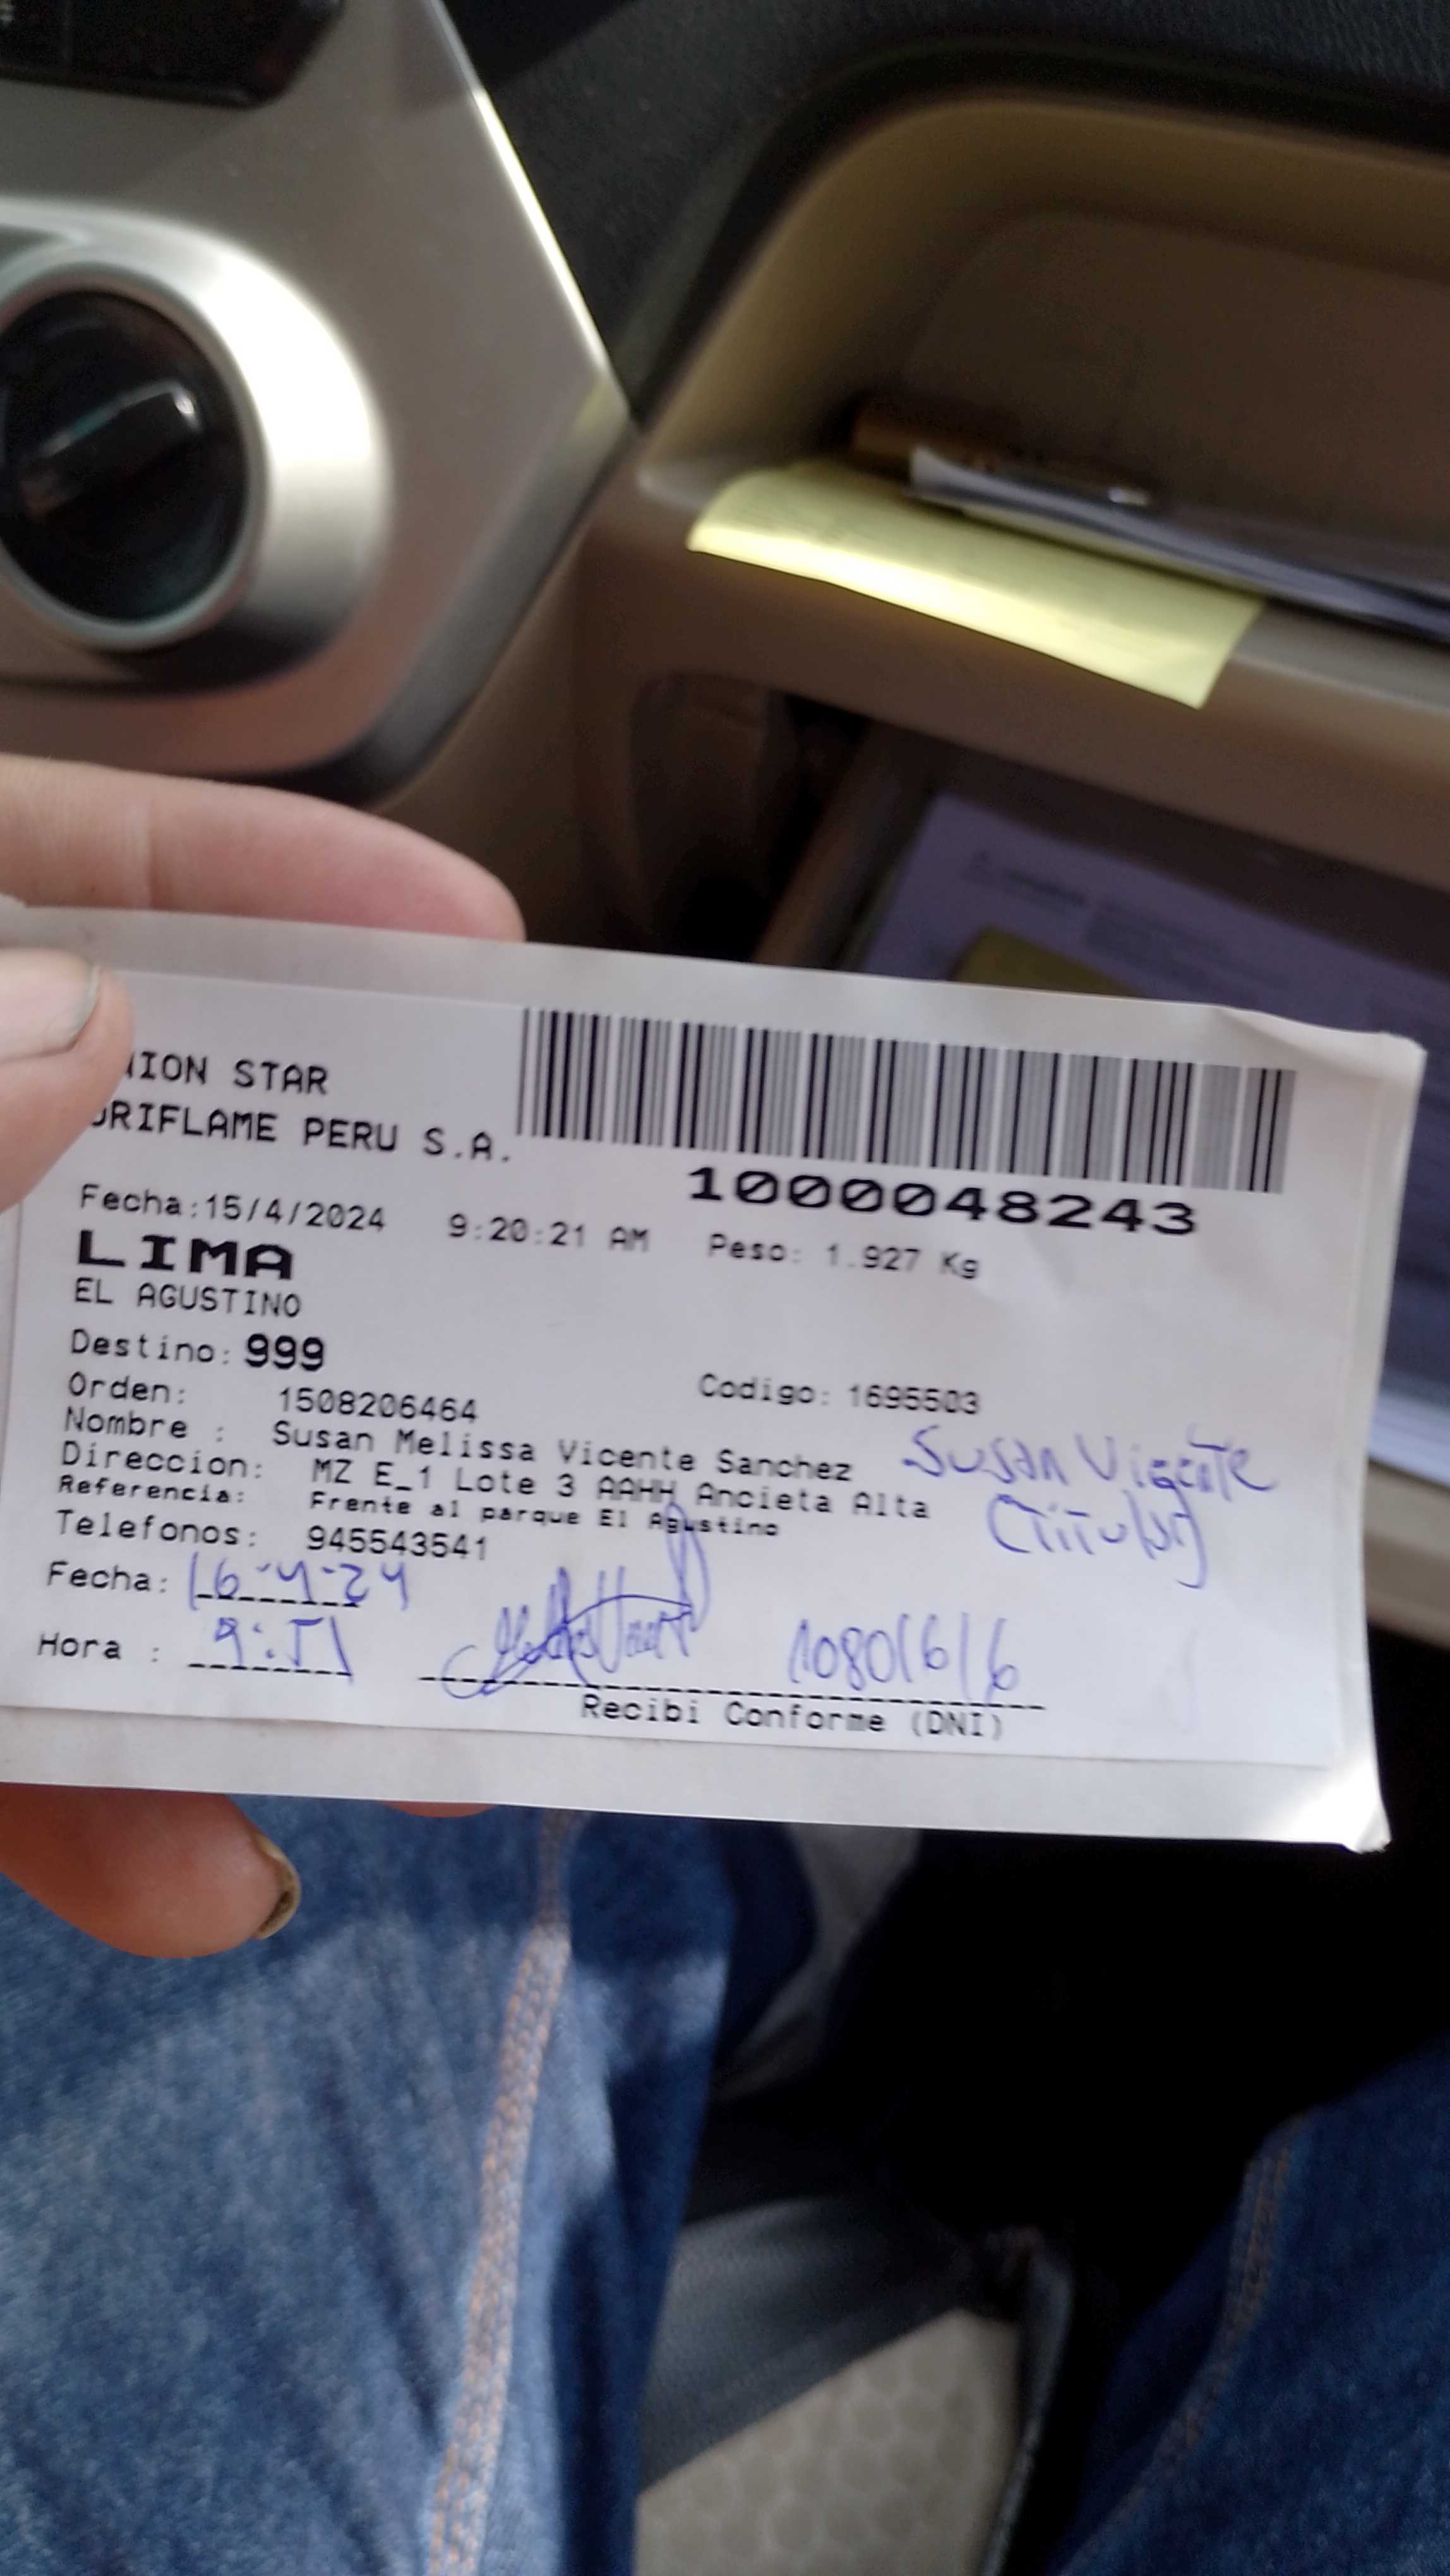 NION STAR
ORIFLAME PERU S.A.
1000048243
Fecha:15/4/2024 9:20:21 AM Peso: 1.927 Kg
LIMA
EL AGUSTINO
Destino: 999
Orden: 1508206464 Codigo: 1695503
Nombre : Susan Melissa Vicente Sanchez
Susan Vicente
Direccion: MZ E_1 Lote 3 AAHH Ancieta Alta
(Titular)
Referencia: Frente al parque El Agustino
Telefonos: 945543541
Fecha: 16-4-24
Hora : 9:51 10801616
Recibi Conforme (DNI)